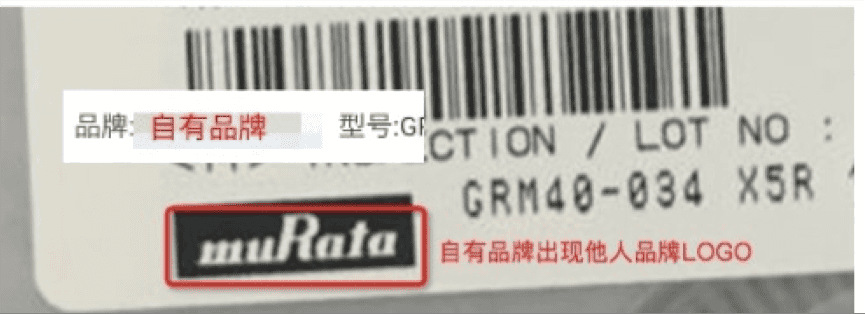 品牌:自有品牌 型号:GR
ECTION / LOT NO :
GRM40-034 X5R
muRata
自有品牌出现他人品牌LOGO